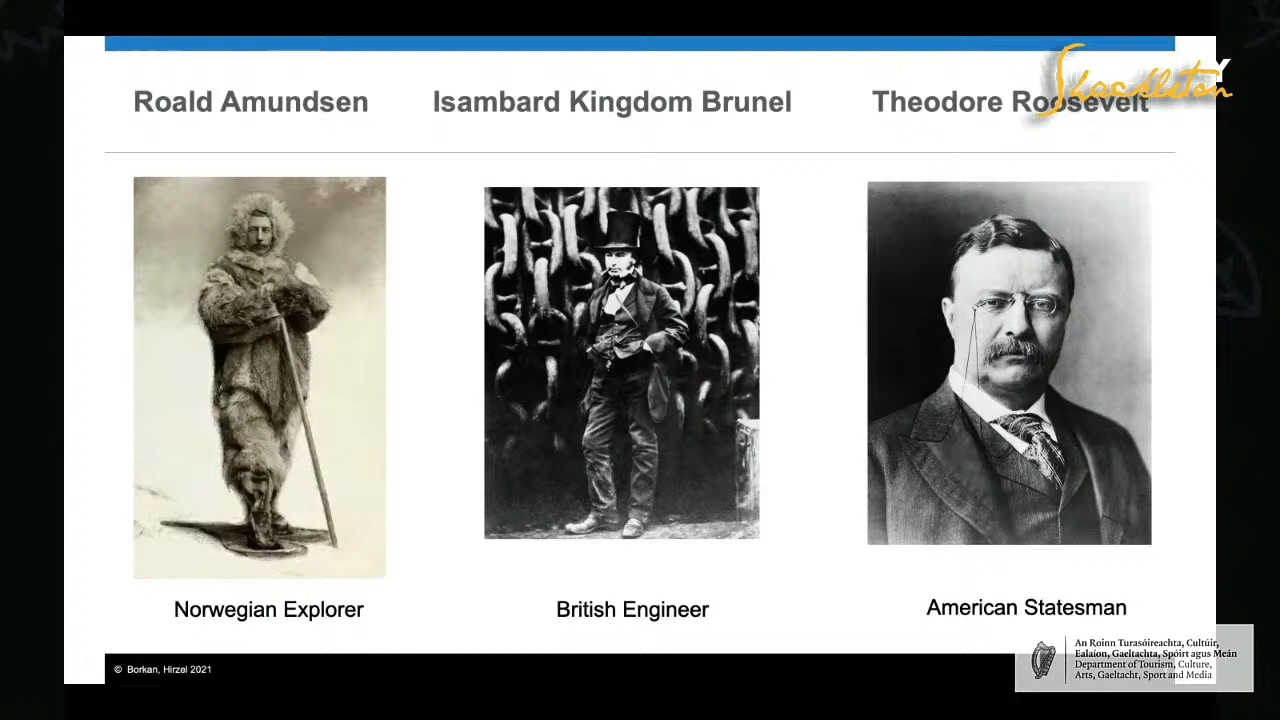 Shackleton
Roald Amundsen
Isambard Kingdom Brunel
Theodore Roosevelt
Norwegian Explorer
British Engineer
American Statesman
© Borkan, Hirzel 2021
An Roinn Turasóireachta, Cultúir,
Ealaíon, Gaeltachta, Spóirt agus Meán
Department of Tourism, Culture,
Arts, Gaeltacht, Sport and Media